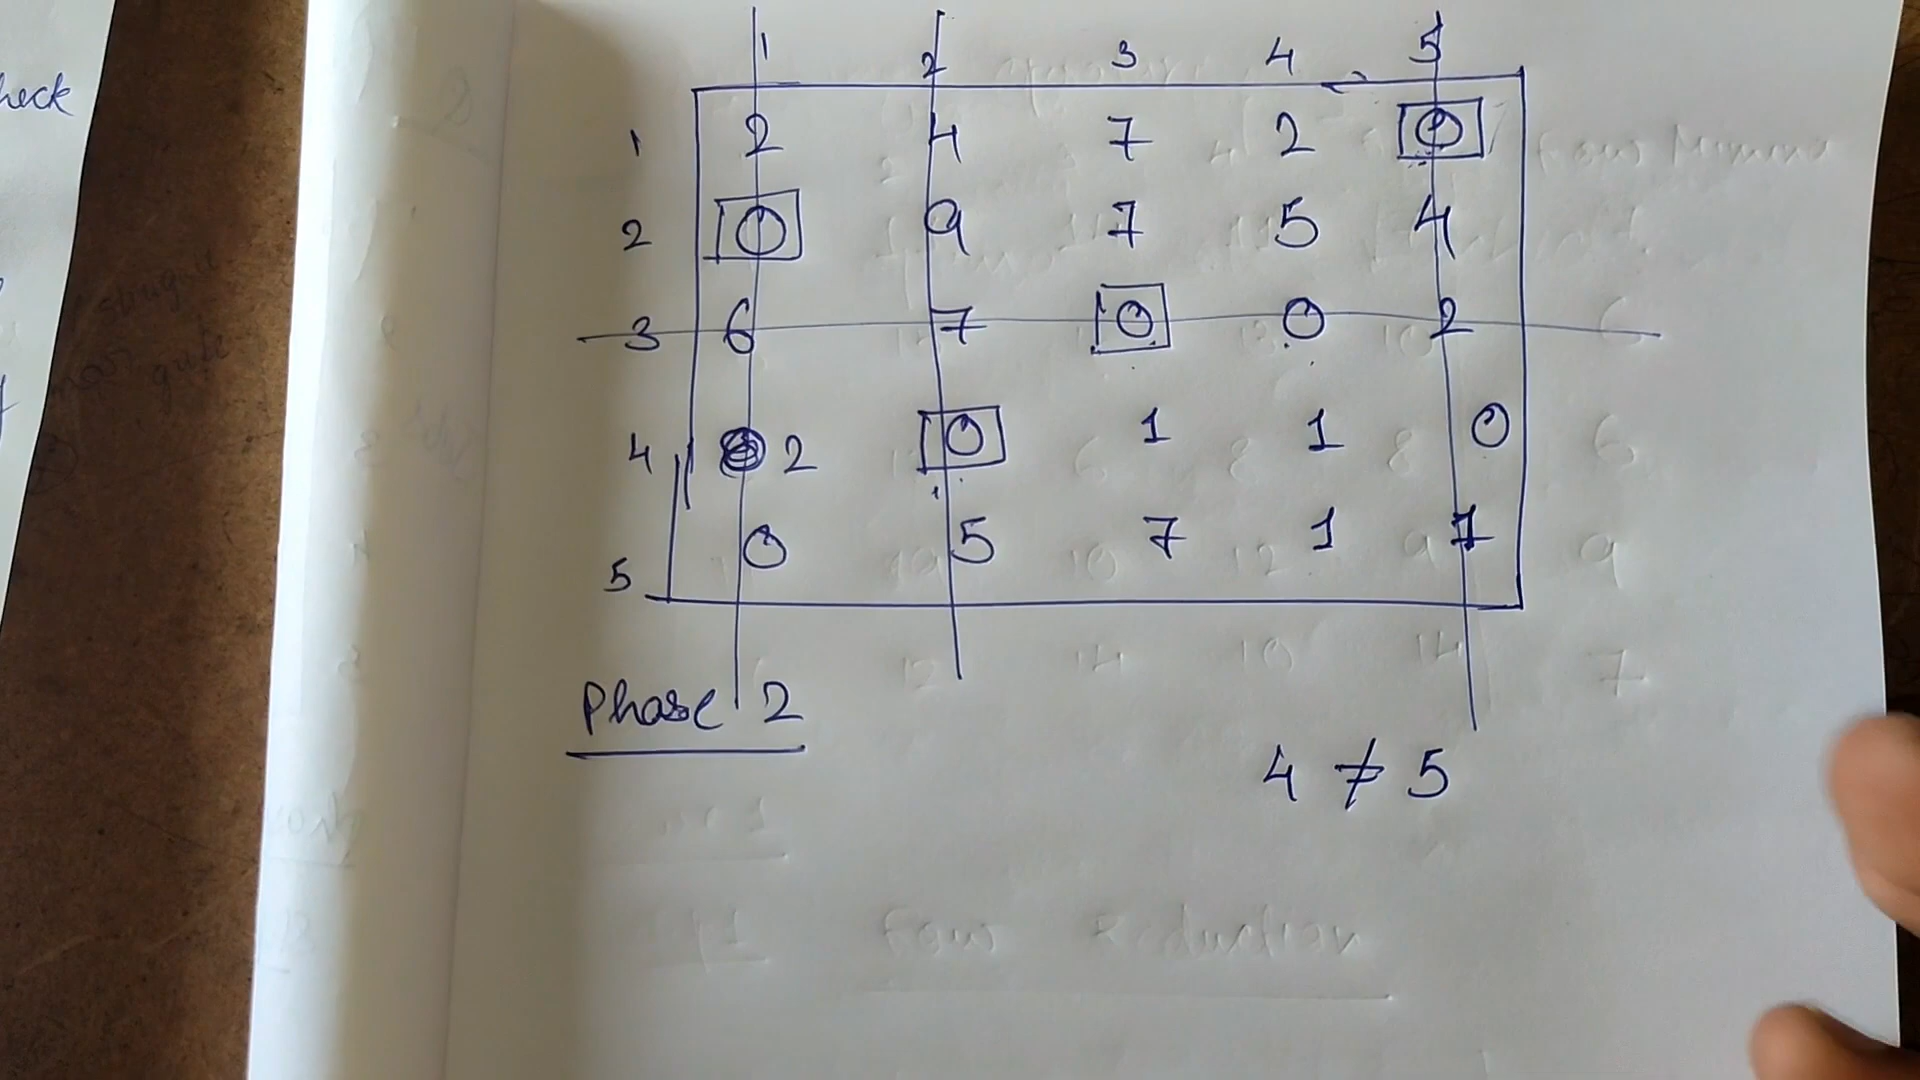 heck
1 2 3 4 5
1 2 4 7 2 0
2 0 9 7 5 4
3 6 7 0 0 2
4 2 0 1 1 0
5 0 5 7 1 7
Phase 2
4 ≠ 5